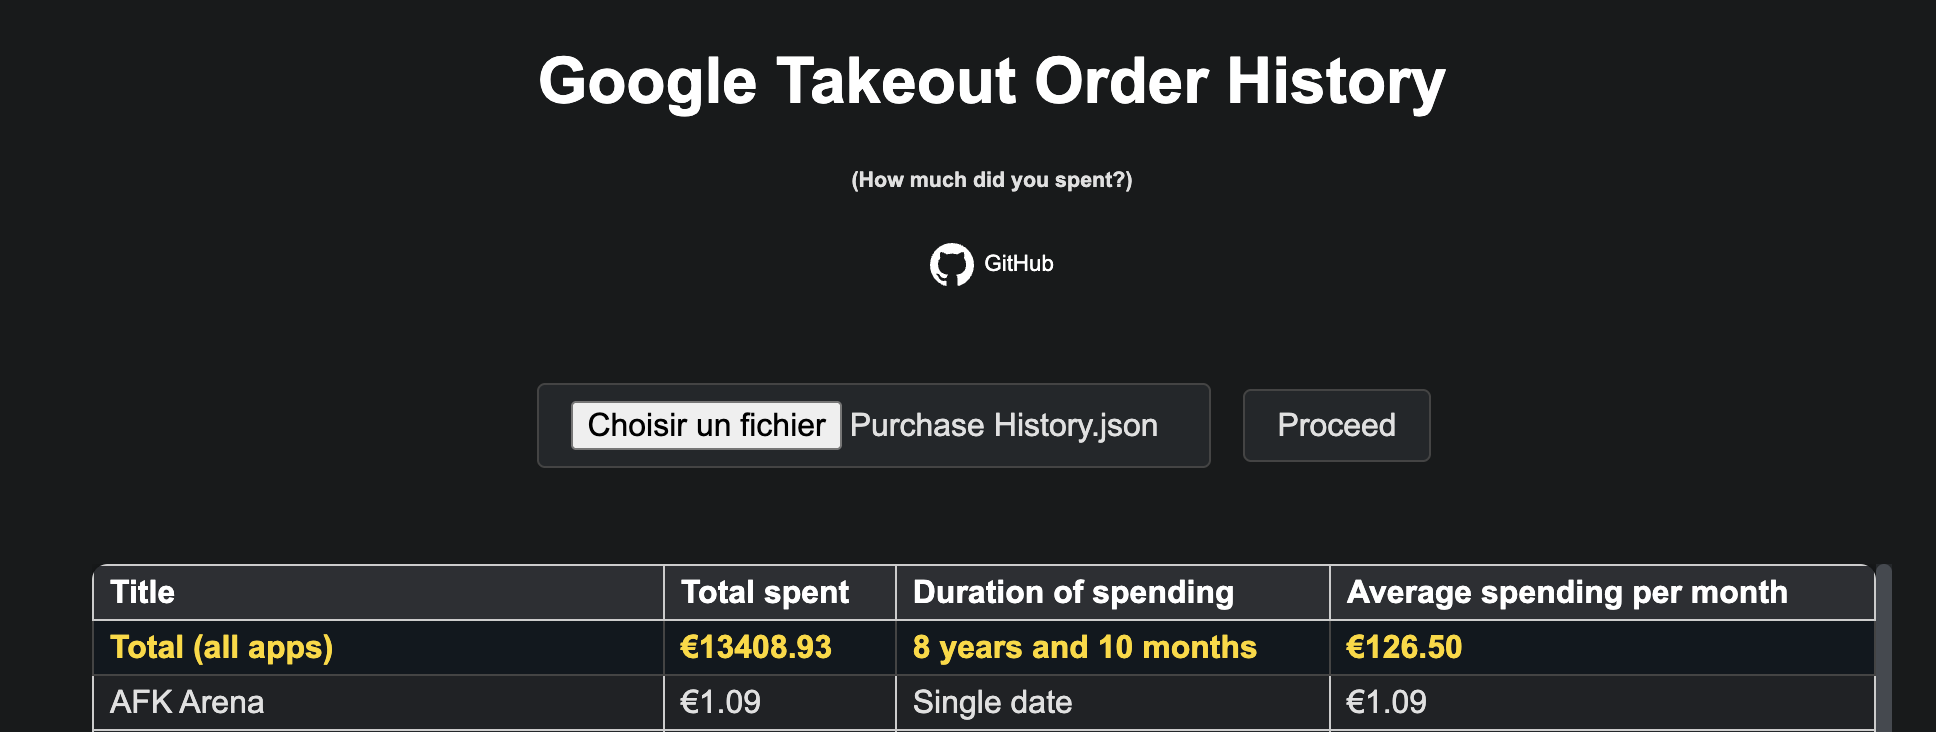 Google Takeout Order History
(How much did you spent?)
GitHub
Choisir un fichier Purchase History.json Proceed
Title Total spent Duration of spending Average spending per month
Total (all apps) €13408.93 8 years and 10 months €126.50
AFK Arena €1.09 Single date €1.09